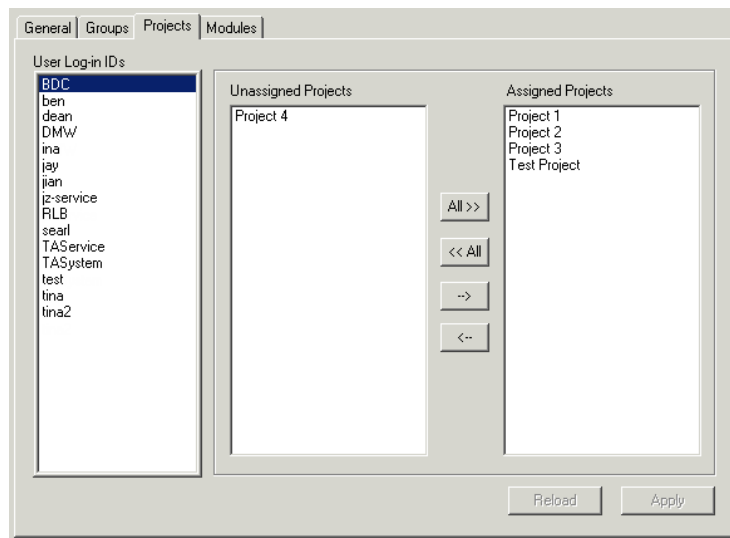 General Groups Projects Modules
User Log-in IDs
BDC
ben
dean
DMW
ina
jay
jian
jz-service
RLB
searl
TAService
TASystem
test
tina
tina2
Unassigned Projects
Project 4
All >>
<< All
-->
<--
Assigned Projects
Project 1
Project 2
Project 3
Test Project
Reload Apply